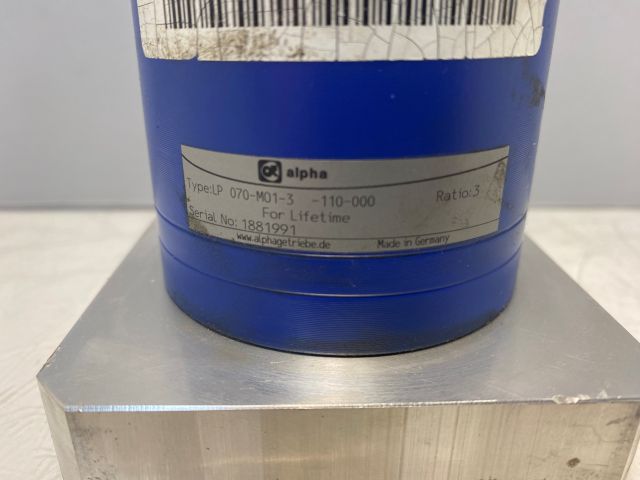 alpha
Type:LP 070-M01-3 -110-000 Ratio:3
For Lifetime
Serial No: 1881991
www.alphagetriebe.de Made in Germany